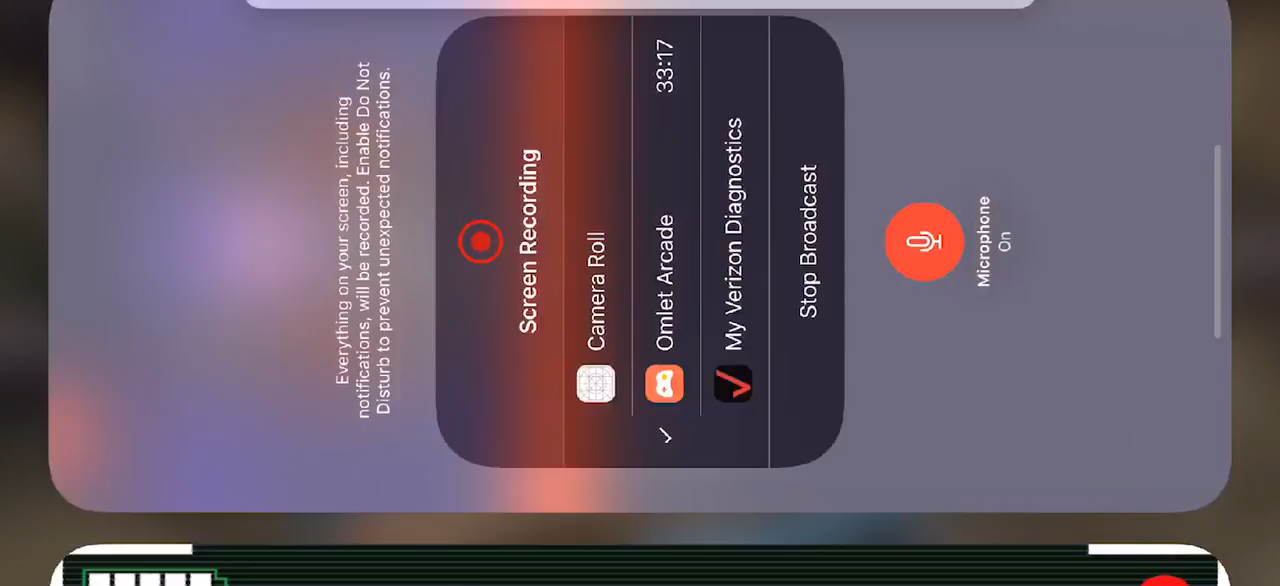 Everything on your screen, including
notifications, will be recorded. Enable Do Not
Disturb to prevent unexpected notifications.
Screen Recording
Camera Roll
Omlet Arcade 33:17
My Verizon Diagnostics
Stop Broadcast
Microphone
On